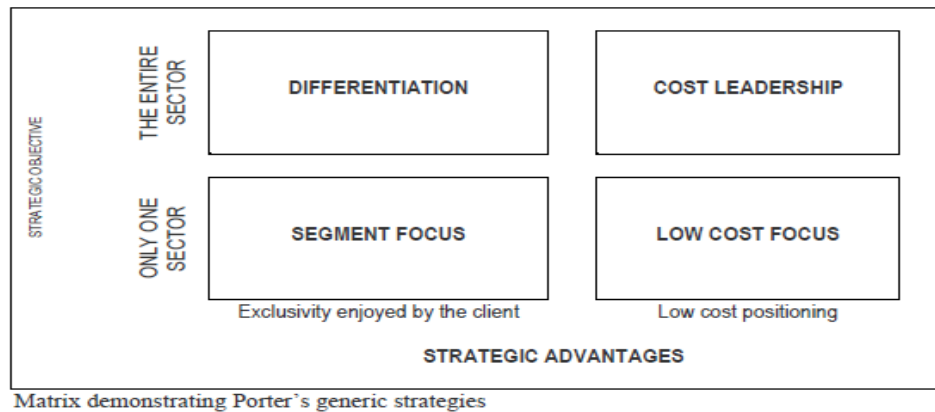 STRATEGIC OBJECTIVE
THE ENTIRE
SECTOR
DIFFERENTIATION
COST LEADERSHIP
ONLY ONE
SECTOR
SEGMENT FOCUS
LOW COST FOCUS
Exclusivity enjoyed by the client
Low cost positioning
STRATEGIC ADVANTAGES
Matrix demonstrating Porter's generic strategies